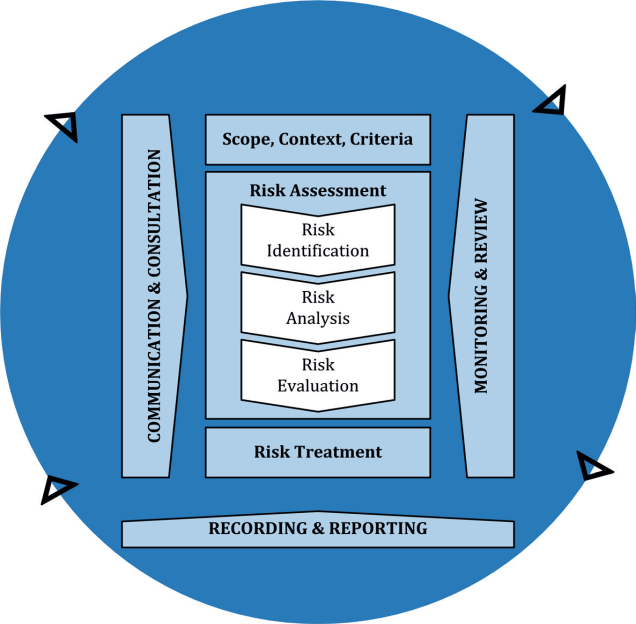 COMMUNICATION & CONSULTATION
Scope, Context, Criteria
Risk Assessment
Risk
Identification
Risk
Analysis
Risk
Evaluation
Risk Treatment
MONITORING & REVIEW
RECORDING & REPORTING